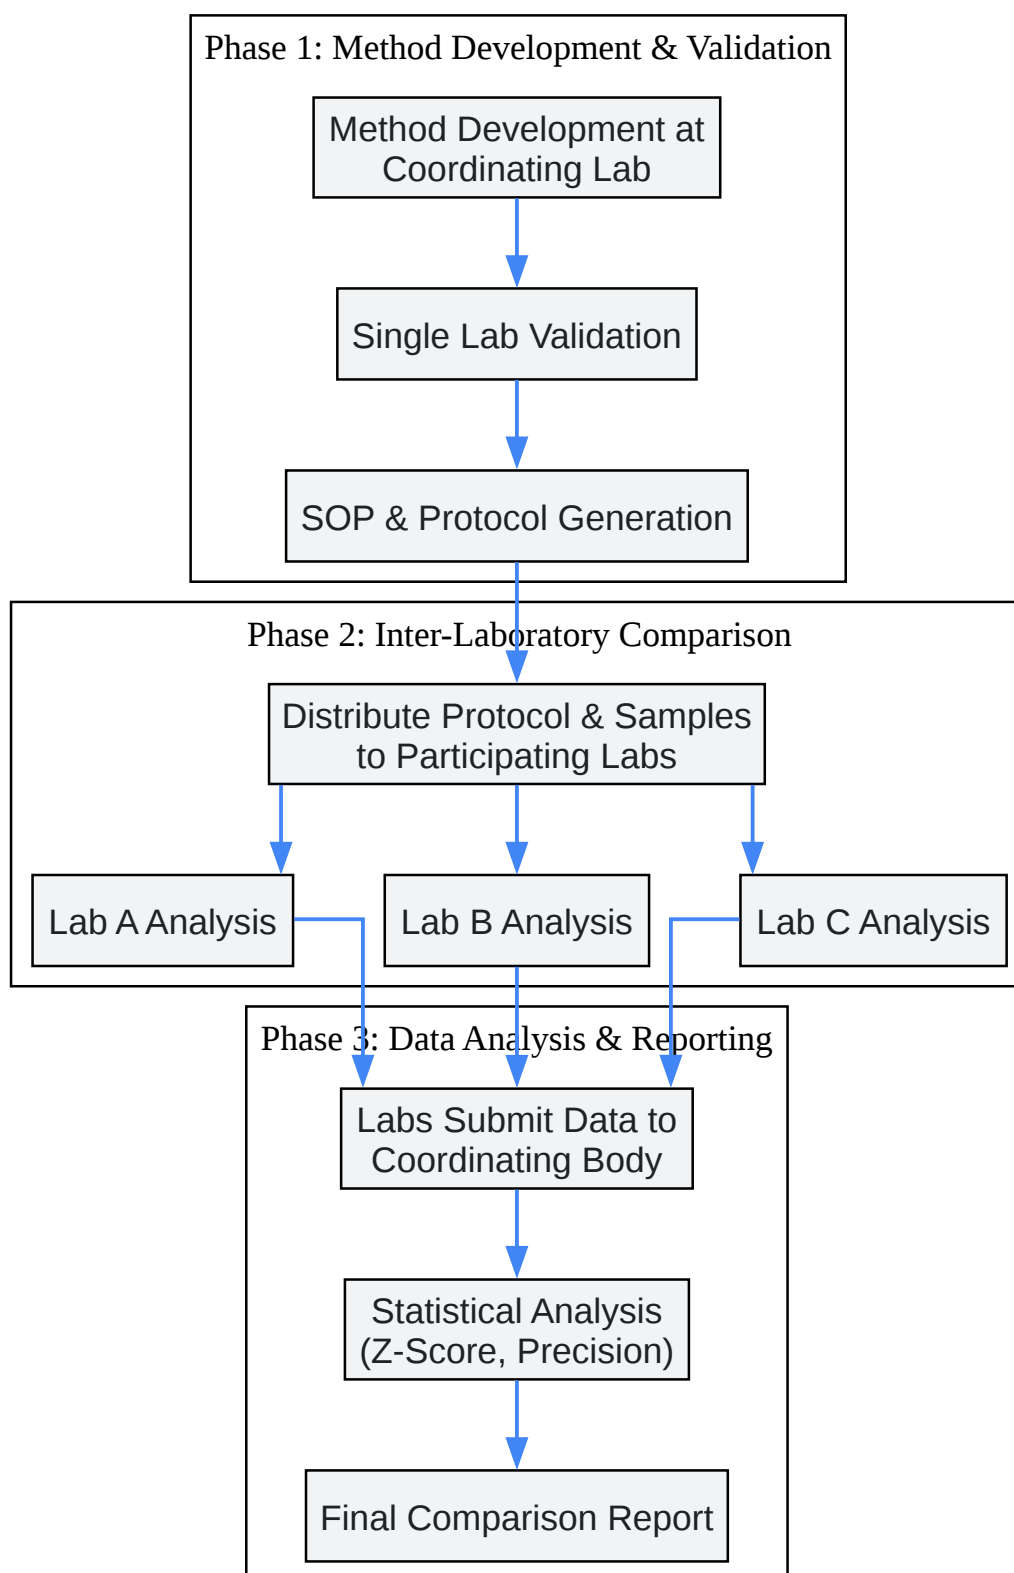 Phase 1: Method Development & Validation
Method Development at
Coordinating Lab
Single Lab Validation
SOP & Protocol Generation
Phase 2: Inter-Laboratory Comparison
Distribute Protocol & Samples
to Participating Labs
Lab A Analysis
Lab B Analysis
Lab C Analysis
Phase 3: Data Analysis & Reporting
Labs Submit Data to
Coordinating Body
Statistical Analysis
(Z-Score, Precision)
Final Comparison Report